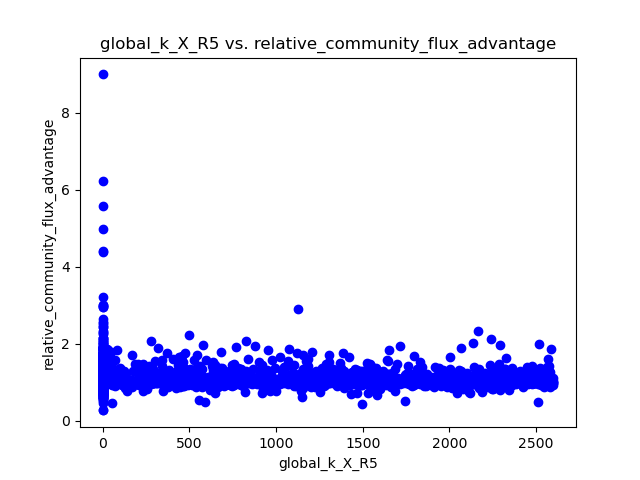 global_k_X_R5 vs. relative_community_flux_advantage
relative_community_flux_advantage
8
6
4
2
0
0 500 1000 1500 2000 2500
global_k_X_R5